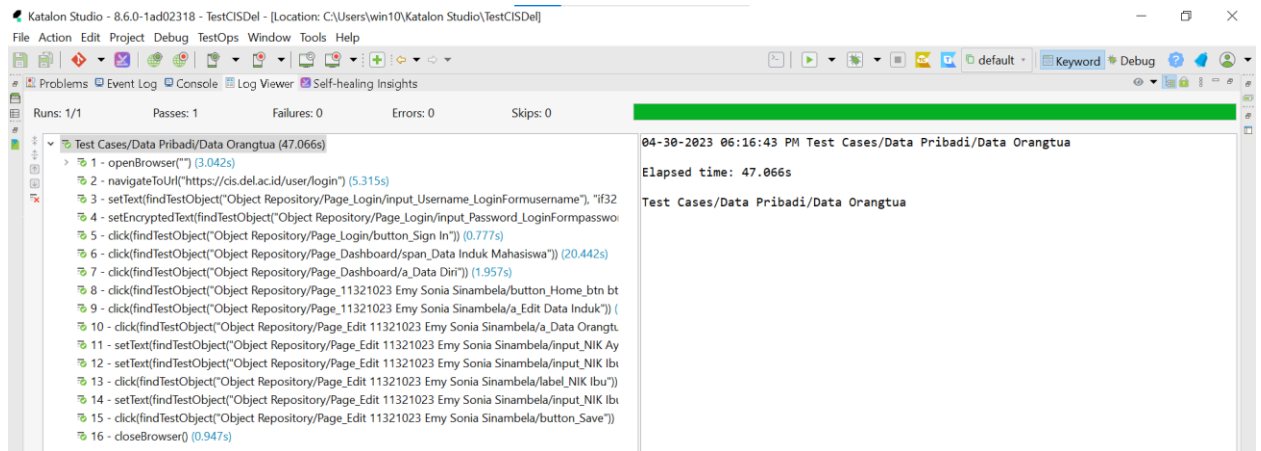 Katalon Studio - 8.6.0-1ad02318 - TestCISDel - [Location: C:\Users\win10\Katalon Studio\TestCISDel]
File Action Edit Project Debug TestOps Window Tools Help
default Keyword Debug
Problems Event Log Console Log Viewer Self-healing Insights
Runs: 1/1 Passes: 1 Failures: 0 Errors: 0 Skips: 0
Test Cases/Data Pribadi/Data Orangtua (47.066s)
1 - openBrowser("") (3.042s)
2 - navigateToUrl("https://cis.del.ac.id/user/login") (5.315s)
3 - setText(findTestObject("Object Repository/Page_Login/input_Username_LoginFormusername"), "if32
4 - setEncryptedText(findTestObject("Object Repository/Page_Login/input_Password_LoginFormpasswo
5 - click(findTestObject("Object Repository/Page_Login/button_Sign In")) (0.777s)
6 - click(findTestObject("Object Repository/Page_Dashboard/span_Data Induk Mahasiswa")) (20.442s)
7 - click(findTestObject("Object Repository/Page_Dashboard/a_Data Diri")) (1.957s)
8 - click(findTestObject("Object Repository/Page_11321023 Emy Sonia Sinambela/button_Home_btn bt
9 - click(findTestObject("Object Repository/Page_11321023 Emy Sonia Sinambela/a_Edit Data Induk")) (
10 - click(findTestObject("Object Repository/Page_Edit 11321023 Emy Sonia Sinambela/a_Data Orangtu
11 - setText(findTestObject("Object Repository/Page_Edit 11321023 Emy Sonia Sinambela/input_NIK Ay
12 - setText(findTestObject("Object Repository/Page_Edit 11321023 Emy Sonia Sinambela/input_NIK Ibu
13 - click(findTestObject("Object Repository/Page_Edit 11321023 Emy Sonia Sinambela/label_NIK Ibu"))
14 - setText(findTestObject("Object Repository/Page_Edit 11321023 Emy Sonia Sinambela/input_NIK Ibu
15 - click(findTestObject("Object Repository/Page_Edit 11321023 Emy Sonia Sinambela/button_Save"))
16 - closeBrowser() (0.947s)
04-30-2023 06:16:43 PM Test Cases/Data Pribadi/Data Orangtua
Elapsed time: 47.066s
Test Cases/Data Pribadi/Data Orangtua